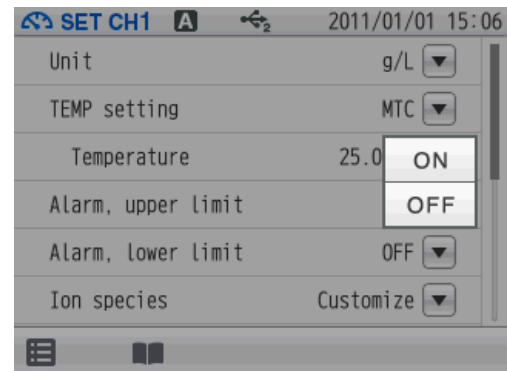 SET CH1 A 2 2011/01/01 15:06
Unit g/L
TEMP setting MTC
Temperature 25.0
ON
Alarm, upper limit
OFF
Alarm, lower limit OFF
Ion species Customize